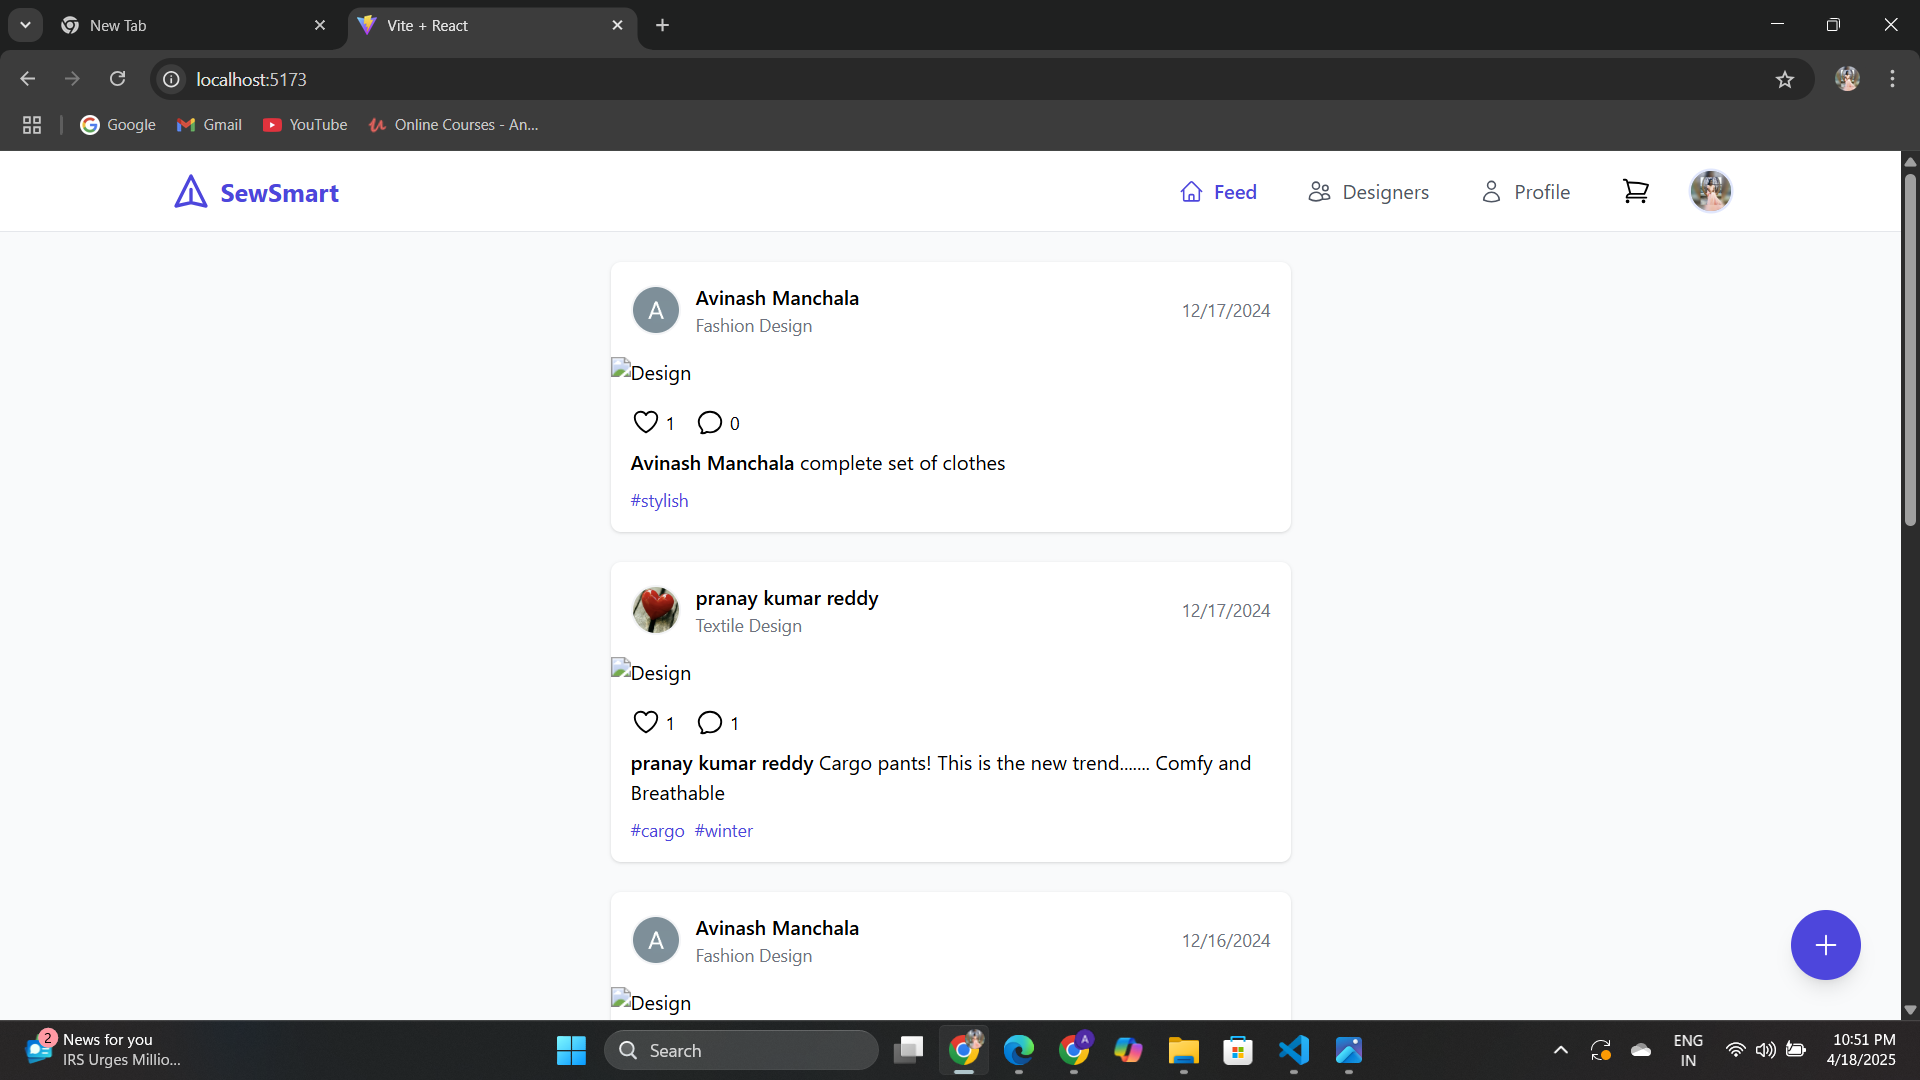 New Tab
Vite + React
localhost:5173
Google
Gmail
YouTube
Online Courses - An...
SewSmart
Feed
Designers
Profile
A
Avinash Manchala
12/17/2024
Fashion Design
Design
1
0
Avinash Manchala complete set of clothes
#stylish
pranay kumar reddy
12/17/2024
Textile Design
Design
1
1
pranay kumar reddy Cargo pants! This is the new trend....... Comfy and
Breathable
#cargo #winter
A
Avinash Manchala
12/16/2024
Fashion Design
Design
+
2
News for you
IRS Urges Millio...
Search
A
ENG
IN
10:51 PM
4/18/2025